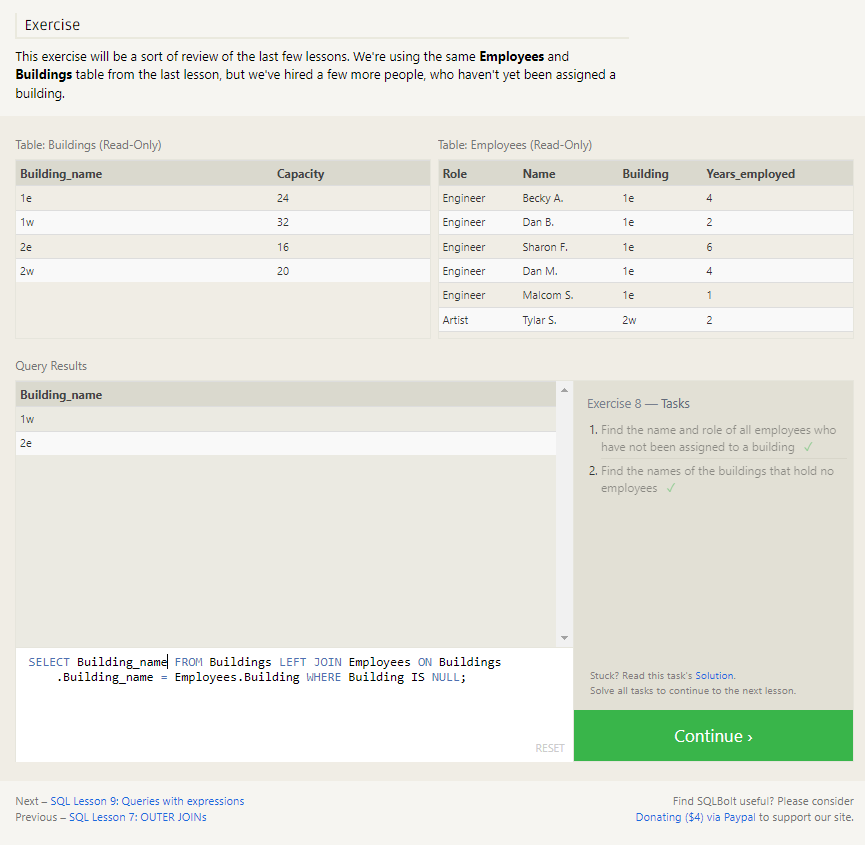 Exercise
This exercise will be a sort of review of the last few lessons. We're using the same Employees and
Buildings table from the last lesson, but we've hired a few more people, who haven't yet been assigned a
building.
Table: Buildings (Read-Only)
Building_name Capacity
1e 24
1w 32
2e 16
2w 20
Table: Employees (Read-Only)
Role Name Building Years_employed
Engineer Becky A. 1e 4
Engineer Dan B. 1e 2
Engineer Sharon F. 1e 6
Engineer Dan M. 1e 4
Engineer Malcom S. 1e 1
Artist Tylar S. 2w 2
Query Results
Building_name
1w
2e
SELECT Building_name FROM Buildings LEFT JOIN Employees ON Buildings
.Building_name = Employees.Building WHERE Building IS NULL;
RESET
Exercise 8 — Tasks
1. Find the name and role of all employees who
have not been assigned to a building ✓
2. Find the names of the buildings that hold no
employees ✓
Stuck? Read this task's Solution.
Solve all tasks to continue to the next lesson.
Continue ›
Next – SQL Lesson 9: Queries with expressions
Previous – SQL Lesson 7: OUTER JOINs
Find SQLBolt useful? Please consider
Donating ($4) via Paypal to support our site.